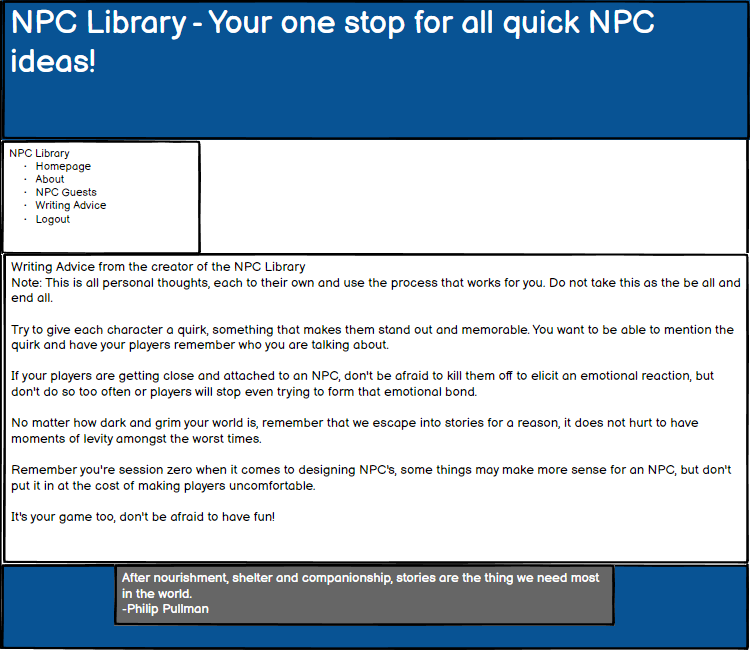 NPC Library - Your one stop for all quick NPC
ideas!
NPC Library
· Homepage
· About
· NPC Guests
· Writing Advice
· Logout
Writing Advice from the creator of the NPC Library
Note: This is all personal thoughts, each to their own and use the process that works for you. Do not take this as the be all and
end all.
Try to give each character a quirk, something that makes them stand out and memorable. You want to be able to mention the
quirk and have your players remember who you are talking about.
If your players are getting close and attached to an NPC, don't be afraid to kill them off to elicit an emotional reaction, but
don't do so too often or players will stop even trying to form that emotional bond.
No matter how dark and grim your world is, remember that we escape into stories for a reason, it does not hurt to have
moments of levity amongst the worst times.
Remember you're session zero when it comes to designing NPC's, some things may make more sense for an NPC, but don't
put it in at the cost of making players uncomfortable.
It's your game too, don't be afraid to have fun!
After nourishment, shelter and companionship, stories are the thing we need most
in the world.
-Philip Pullman